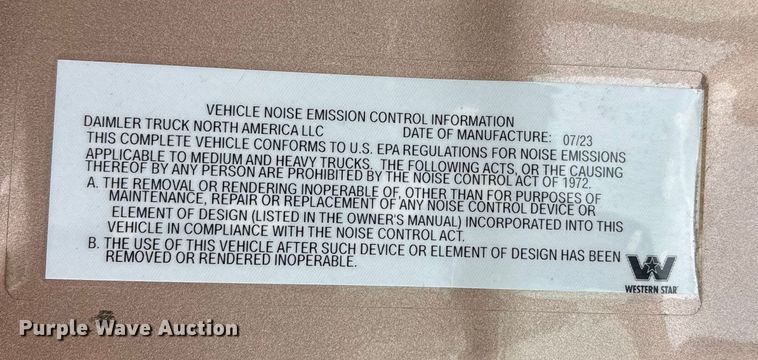 VEHICLE NOISE EMISSION CONTROL INFORMATION
DAIMLER TRUCK NORTH AMERICA LLC DATE OF MANUFACTURE: 07/23
THIS COMPLETE VEHICLE CONFORMS TO U.S. EPA REGULATIONS FOR NOISE EMISSIONS
APPLICABLE TO MEDIUM AND HEAVY TRUCKS. THE FOLLOWING ACTS, OR THE CAUSING
THEREOF BY ANY PERSON ARE PROHIBITED BY THE NOISE CONTROL ACT OF 1972.
A. THE REMOVAL OR RENDERING INOPERABLE OF, OTHER THAN FOR PURPOSES OF
MAINTENANCE, REPAIR OR REPLACEMENT OF ANY NOISE CONTROL DEVICE OR
ELEMENT OF DESIGN (LISTED IN THE OWNER'S MANUAL) INCORPORATED INTO THIS
VEHICLE IN COMPLIANCE WITH THE NOISE CONTROL ACT.
B. THE USE OF THIS VEHICLE AFTER SUCH DEVICE OR ELEMENT OF DESIGN HAS BEEN
REMOVED OR RENDERED INOPERABLE.
WESTERN STAR
Purple Wave Auction